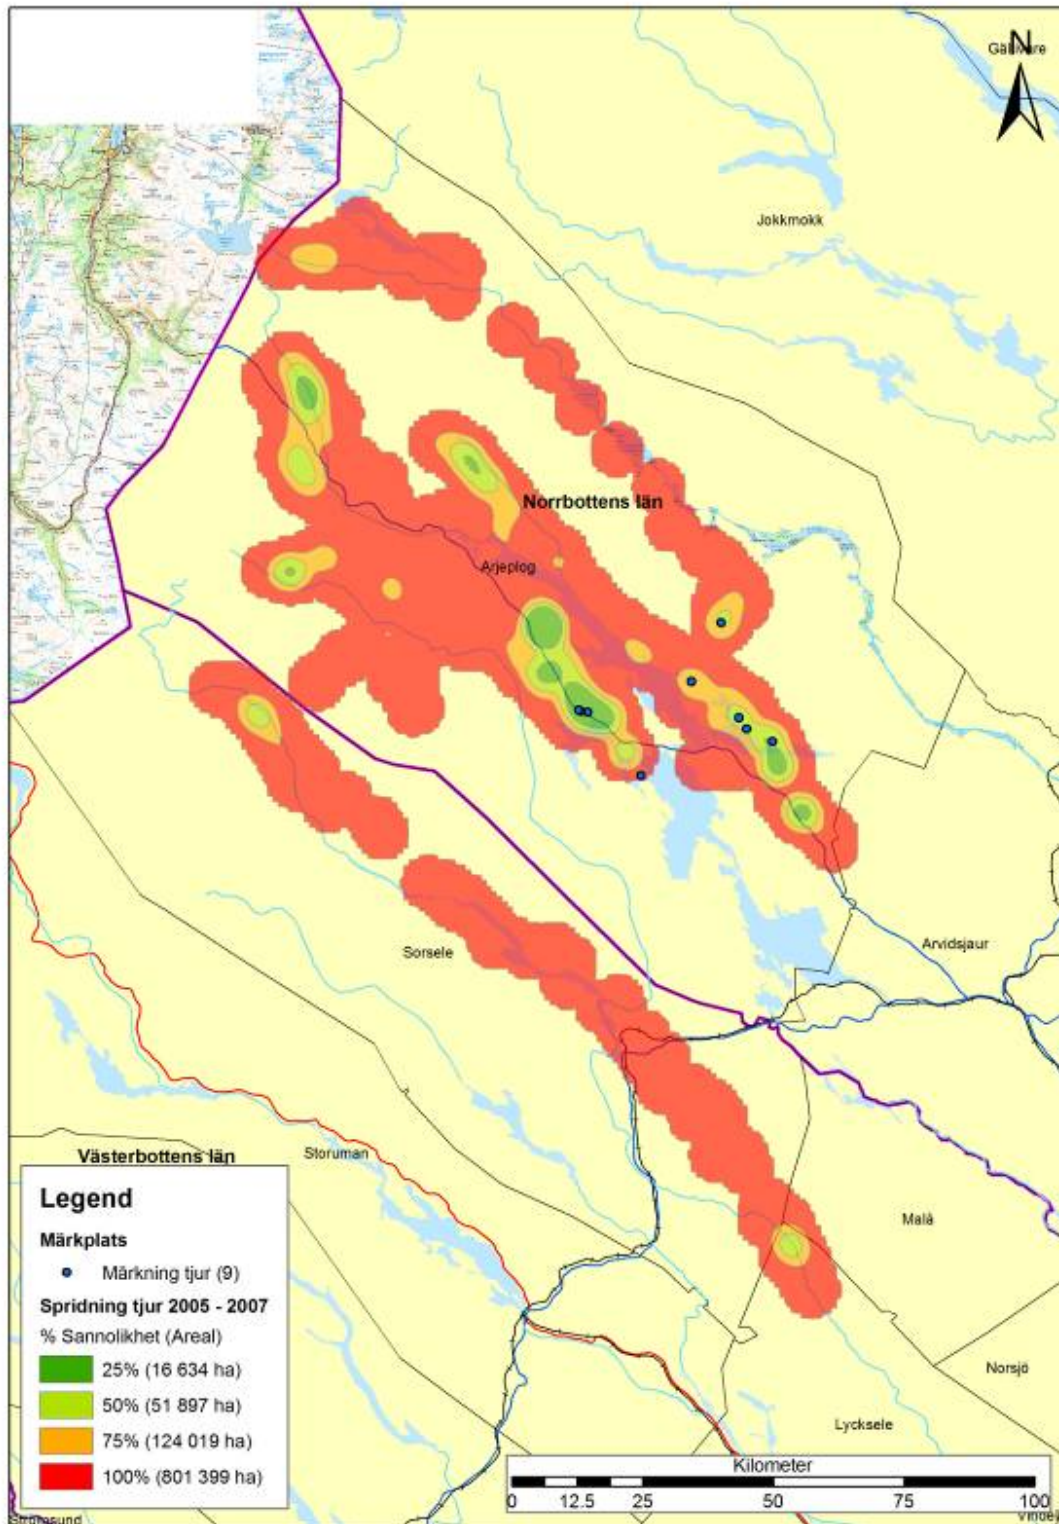 N
Gällivare
Jokkmokk
Norrbottens län
Arjeplog
Arvidsjaur
Sorsele
Västerbottens län
Storuman
Malå
Norsjö
Lycksele
Legend
Märkplats
Märkning tjur (9)
Spridning tjur 2005 - 2007
% Sannolikhet (Areal)
25% (16 634 ha)
50% (51 897 ha)
75% (124 019 ha)
100% (801 399 ha)
Kilometer
0 12.5 25 50 75 100